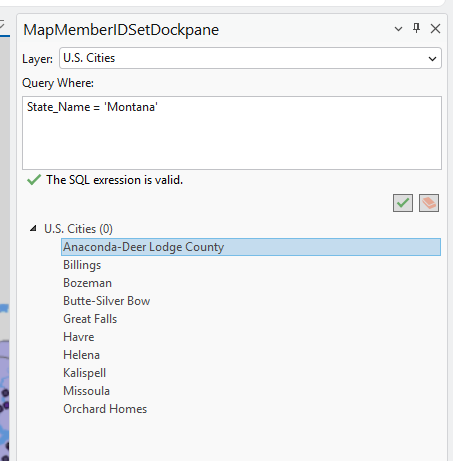 MapMemberIDSetDockpane
Layer: U.S. Cities
Query Where:
State_Name = 'Montana'
The SQL exression is valid.
U.S. Cities (0)
Anaconda-Deer Lodge County
Billings
Bozeman
Butte-Silver Bow
Great Falls
Havre
Helena
Kalispell
Missoula
Orchard Homes